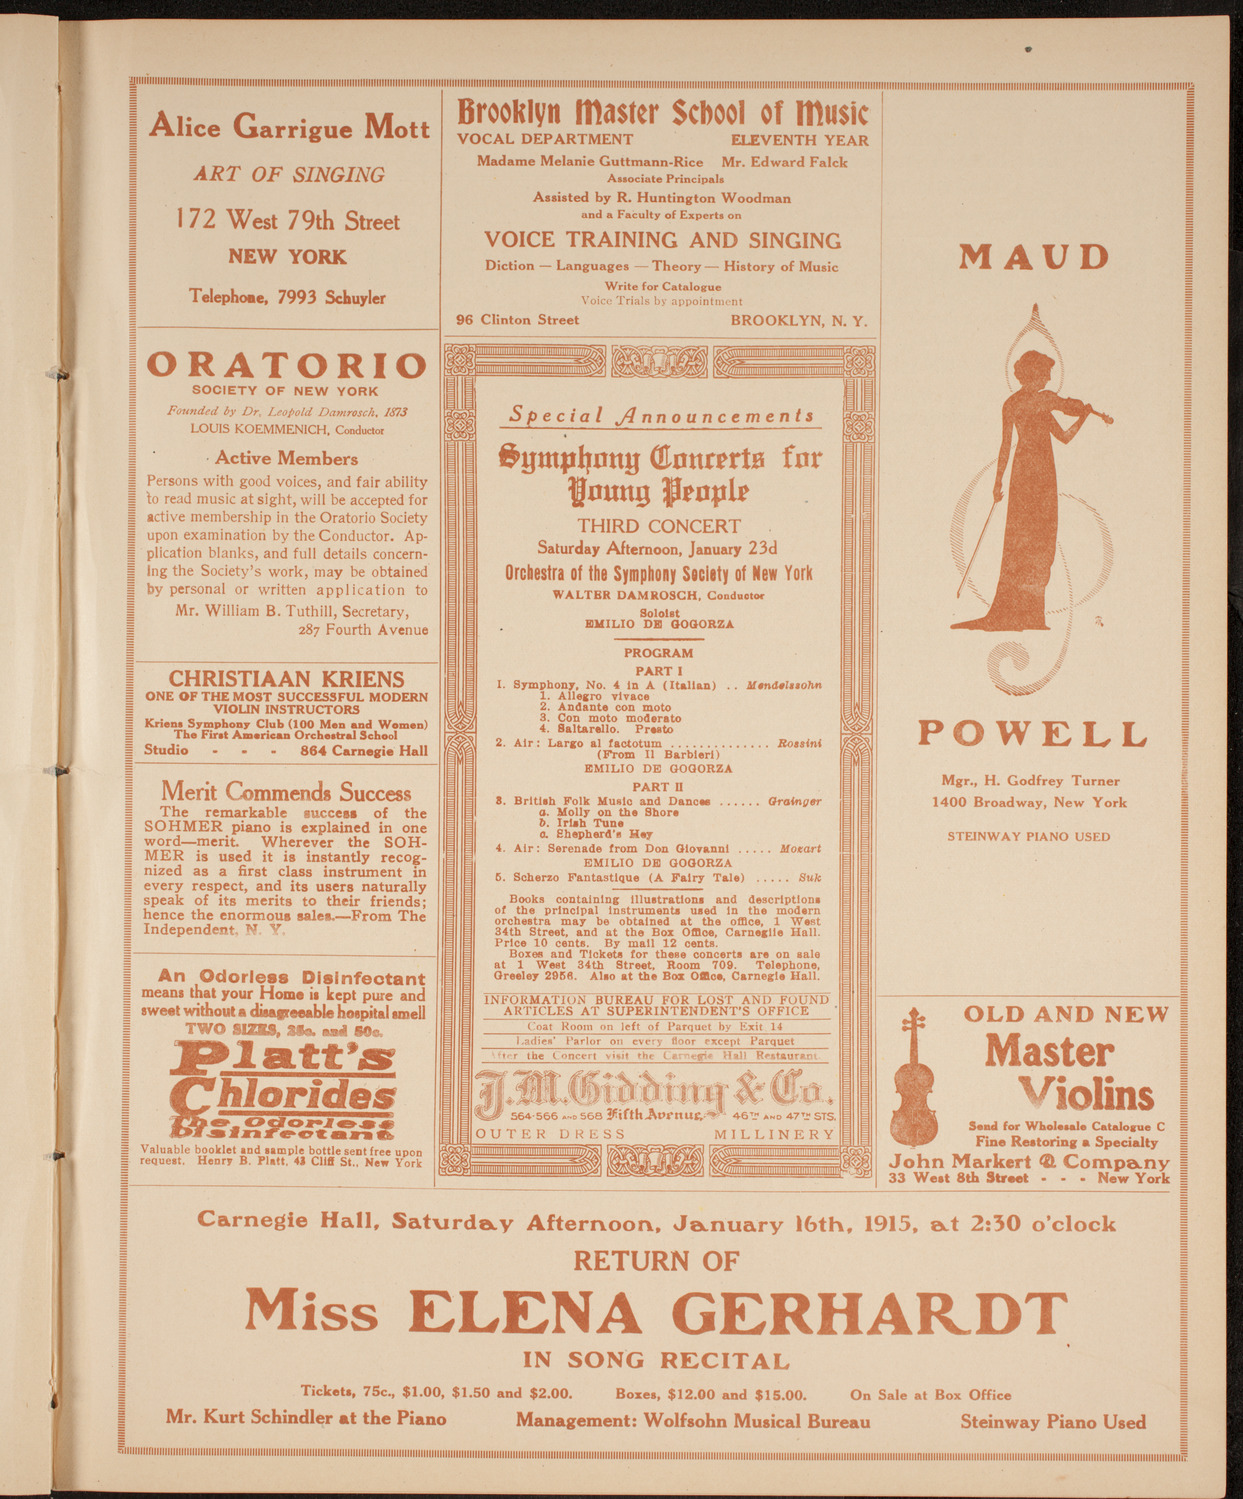 Alice Garrigue Mott
ART OF SINGING
172 West 79th Street
NEW YORK
Telephone, 7993 Schuyler
ORATORIO
SOCIETY OF NEW YORK
Founded by Dr. Leopold Damrosch, 1873
LOUIS KOEMMENICH, Conductor
Active Members
Persons with good voices, and fair ability
to read music at sight, will be accepted for
active membership in the Oratorio Society
upon examination by the Conductor. Ap-
plication blanks, and full details concern-
ing the Society's work, may be obtained
by personal or written application to
Mr. William B. Tuthill, Secretary,
287 Fourth Avenue
CHRISTIAAN KRIENS
ONE OF THE MOST SUCCESSFUL MODERN
VIOLIN INSTRUCTORS
Kriens Symphony Club (100 Men and Women)
The First American Orchestral School
Studio - - - 864 Carnegie Hall
Merit Commends Success
The remarkable success of the
SOHMER piano is explained in one
word—merit. Wherever the SOH-
MER is used it is instantly recog-
nized as a first class instrument in
every respect, and its users naturally
speak of its merits to their friends;
hence the enormous sales.—From The
Independent, N. Y.
An Odorless Disinfectant
means that your Home is kept pure and
sweet without a disagreeable hospital smell
TWO SIZES, 25c. and 50c.
Platt's
Chlorides
The Odorless
Disinfectant
Valuable booklet and sample bottle sent free upon
request. Henry B. Platt, 43 Cliff St., New York
Brooklyn Master School of Music
VOCAL DEPARTMENT ELEVENTH YEAR
Madame Melanie Guttmann-Rice Mr. Edward Falck
Associate Principals
Assisted by R. Huntington Woodman
and a Faculty of Experts on
VOICE TRAINING AND SINGING
Diction — Languages — Theory — History of Music
Write for Catalogue
Voice Trials by appointment
96 Clinton Street BROOKLYN, N. Y.
Special Announcements
Symphony Concerts for
Young People
THIRD CONCERT
Saturday Afternoon, January 23d
Orchestra of the Symphony Society of New York
WALTER DAMROSCH, Conductor
Soloist
EMILIO DE GOGORZA
PROGRAM
PART I
1. Symphony, No. 4 in A (Italian) .. Mendelssohn
1. Allegro vivace
2. Andante con moto
3. Con moto moderato
4. Saltarello. Presto
2. Air: Largo al factotum ............. Rossini
(From Il Barbieri)
EMILIO DE GOGORZA
PART II
3. British Folk Music and Dances ...... Grainger
a. Molly on the Shore
b. Irish Tune
c. Shepherd's Hey
4. Air: Serenade from Don Giovanni ..... Mozart
EMILIO DE GOGORZA
5. Scherzo Fantastique (A Fairy Tale) ..... Suk
Books containing illustrations and descriptions
of the principal instruments used in the modern
orchestra may be obtained at the office, 1 West
34th Street, and at the Box Office, Carnegiie Hall.
Price 10 cents. By mail 12 cents.
Boxes and Tickets for these concerts are on sale
at 1 West 34th Street, Room 709. Telephone,
Greeley 2956. Also at the Box Office, Carnegie Hall.
INFORMATION BUREAU FOR LOST AND FOUND
ARTICLES AT SUPERINTENDENT'S OFFICE
Coat Room on left of Parquet by Exit 14
Ladies' Parlor on every floor except Parquet
After the Concert visit the Carnegie Hall Restaurant
J.M. Gidding & Co.
564-566 AND 568 Fifth Avenue, 46TH AND 47TH STS.
OUTER DRESS MILLINERY
MAUD
POWELL
Mgr., H. Godfrey Turner
1400 Broadway, New York
STEINWAY PIANO USED
OLD AND NEW
Master
Violins
Send for Wholesale Catalogue C
Fine Restoring a Specialty
John Markert & Company
33 West 8th Street - - - New York
Carnegie Hall, Saturday Afternoon, January 16th, 1915, at 2:30 o'clock
RETURN OF
Miss ELENA GERHARDT
IN SONG RECITAL
Tickets, 75c., $1.00, $1.50 and $2.00. Boxes, $12.00 and $15.00. On Sale at Box Office
Mr. Kurt Schindler at the Piano Management: Wolfsohn Musical Bureau Steinway Piano Used